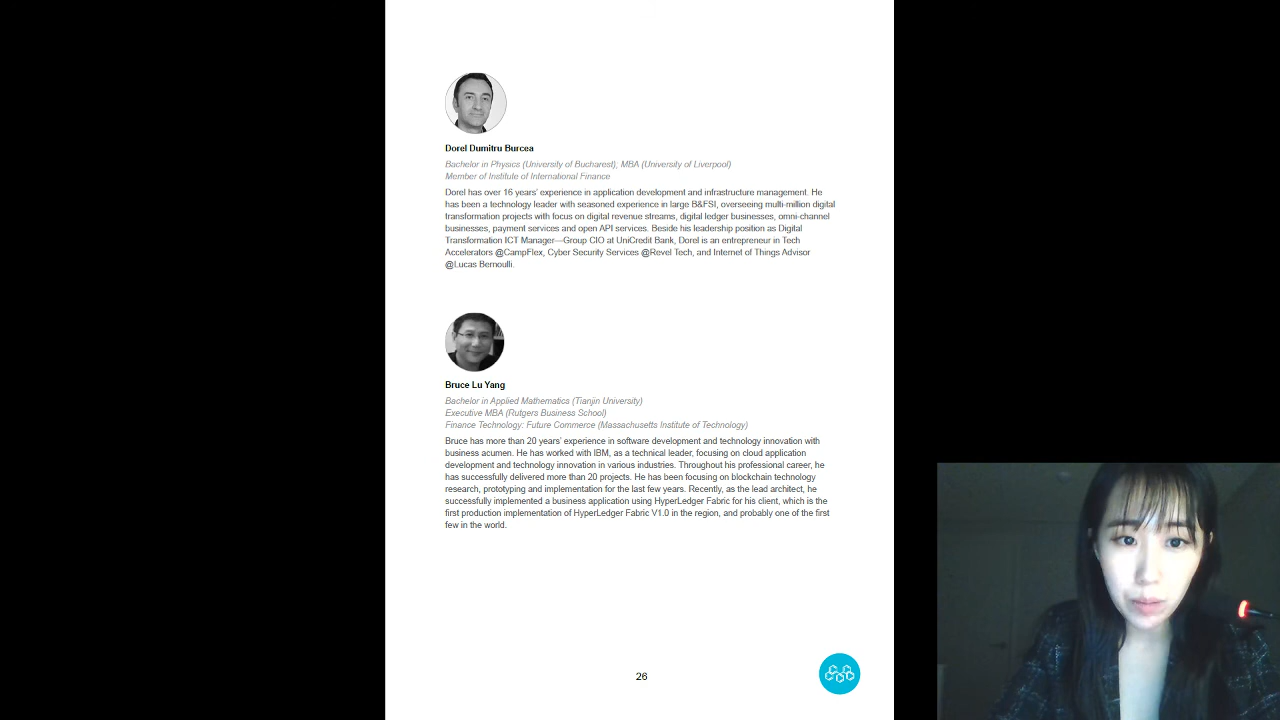 Dorel Dumitru Burcea
Bachelor in Physics (University of Bucharest); MBA (University of Liverpool)
Member of Institute of International Finance
Dorel has over 16 years' experience in application development and infrastructure management. He
has been a technology leader with seasoned experience in large B&FSI, overseeing multi-million digital
transformation projects with focus on digital revenue streams, digital ledger businesses, omni-channel
businesses, payment services and open API services. Beside his leadership position as Digital
Transformation ICT Manager—Group CIO at UniCredit Bank, Dorel is an entrepreneur in Tech
Accelerators @CampFlex, Cyber Security Services @Revel Tech, and Internet of Things Advisor
@Lucas Bernoulli.
Bruce Lu Yang
Bachelor in Applied Mathematics (Tianjin University)
Executive MBA (Rutgers Business School)
Finance Technology: Future Commerce (Massachusetts Institute of Technology)
Bruce has more than 20 years' experience in software development and technology innovation with
business acumen. He has worked with IBM, as a technical leader, focusing on cloud application
development and technology innovation in various industries. Throughout his professional career, he
has successfully delivered more than 20 projects. He has been focusing on blockchain technology
research, prototyping and implementation for the last few years. Recently, as the lead architect, he
successfully implemented a business application using HyperLedger Fabric for his client, which is the
first production implementation of HyperLedger Fabric V1.0 in the region, and probably one of the first
few in the world.
26